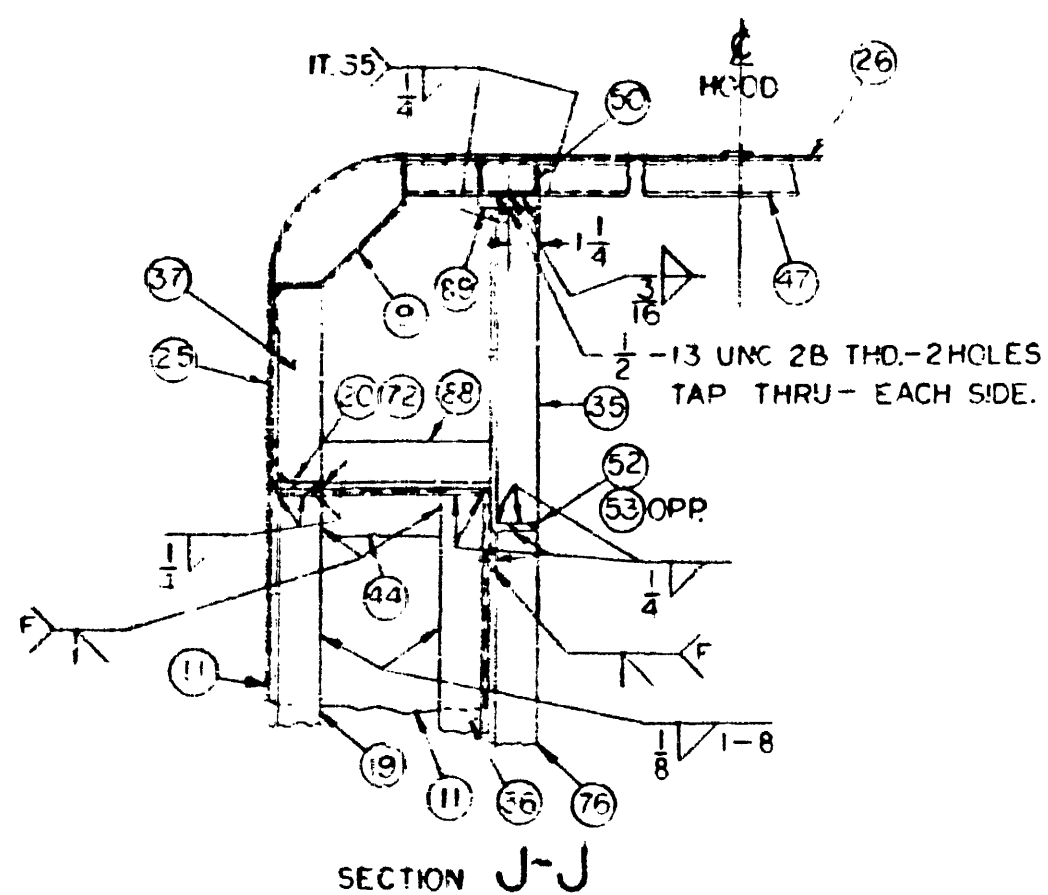 ℄
HOOD
26
IT. 35
1/4
50
37
9
89
1 1/4
3/16
47
25
1/2 -13 UNC 2B THD.-2 HOLES
TAP THRU- EACH SIDE.
72
88
35
52
53 OPP.
44
1/4
F
F
11
1/8 1-8
19
11
36
76
SECTION J-J